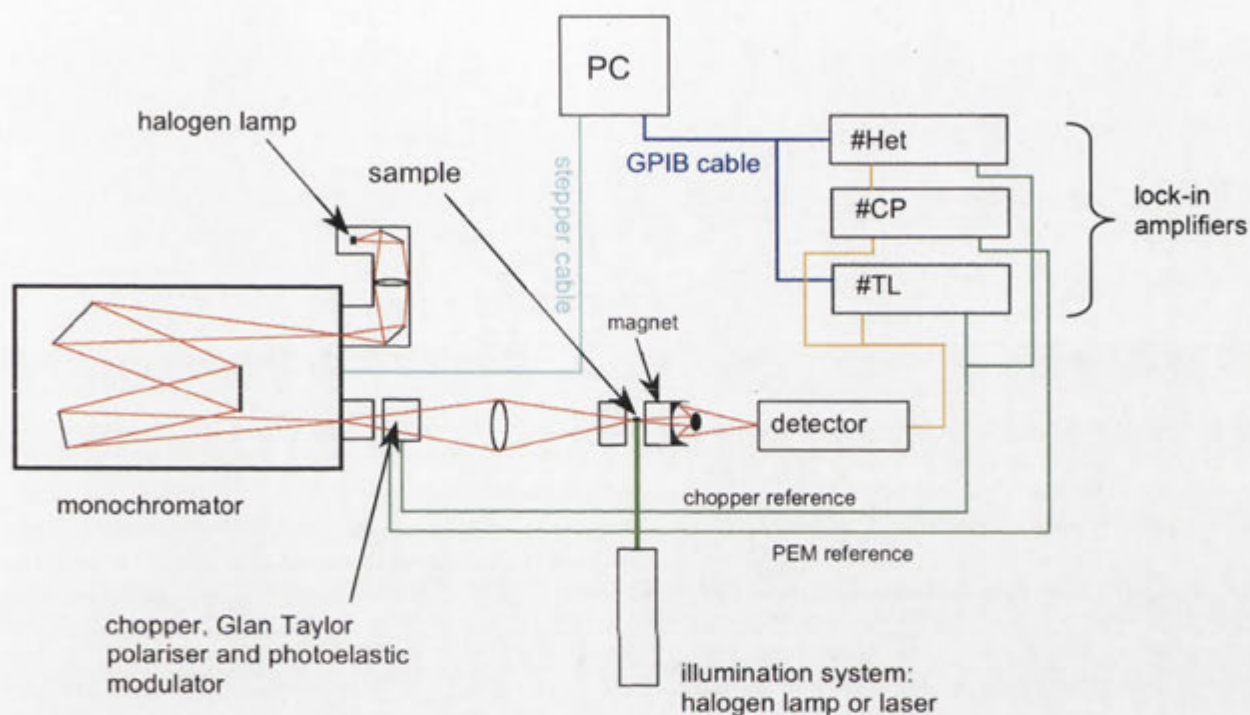 PC
halogen lamp
sample
stepper cable
GPIB cable
#Het
#CP
#TL
lock-in
amplifiers
magnet
detector
monochromator
chopper reference
PEM reference
chopper, Glan Taylor
polariser and photoelastic
modulator
illumination system:
halogen lamp or laser